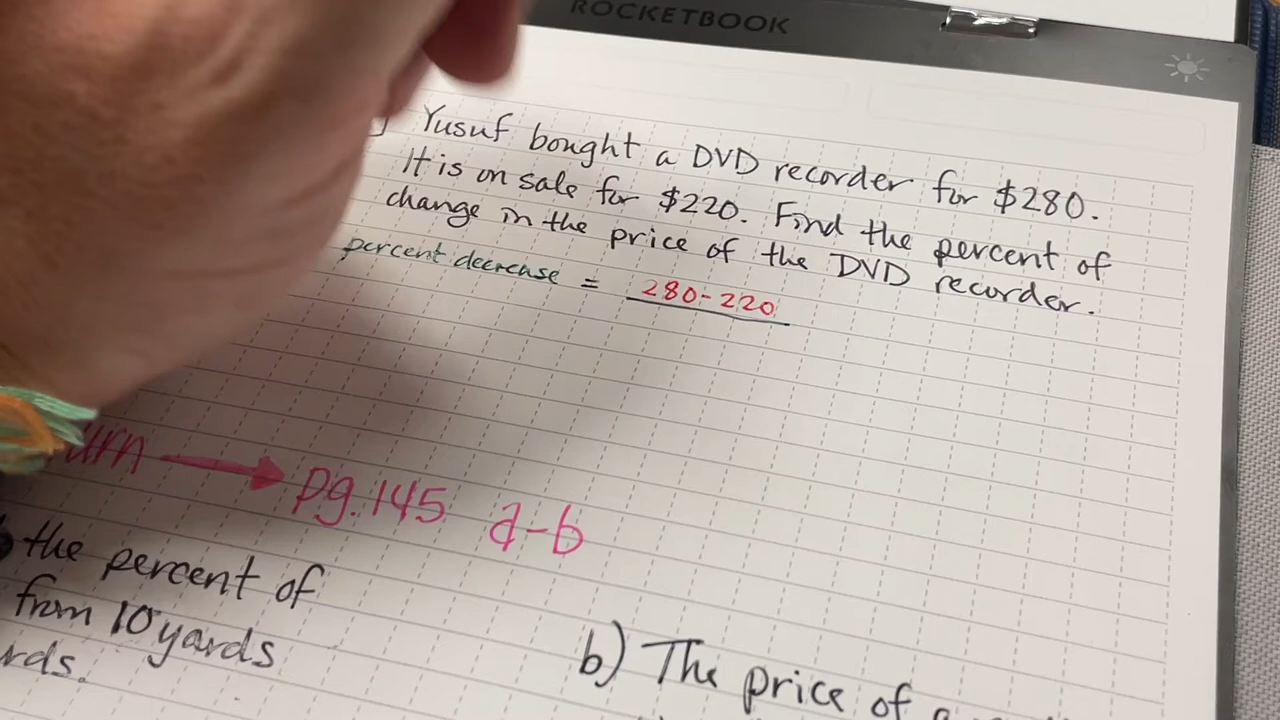 ROCKETBOOK
Yusuf bought a DVD recorder for $280.
It is on sale for $220. Find the percent of
change in the price of the DVD recorder.
percent decrease = 280-220
urn → pg.145 a-b
the percent of
from 10 yards
rds.
b) The price of a